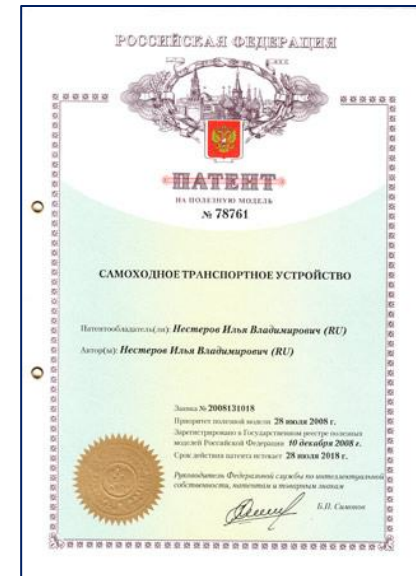 РОССИЙСКАЯ ФЕДЕРАЦИЯ
ПАТЕНТ
НА ПОЛЕЗНУЮ МОДЕЛЬ
№ 78761
САМОХОДНОЕ ТРАНСПОРТНОЕ УСТРОЙСТВО
Патентообладатель(ли): Нестеров Илья Владимирович (RU)
Автор(ы): Нестеров Илья Владимирович (RU)
Заявка № 2008131018
Приоритет полезной модели 28 июля 2008 г.
Зарегистрировано в Государственном реестре полезных
моделей Российской Федерации 10 декабря 2008 г.
Срок действия патента истекает 28 июля 2018 г.
Руководитель Федеральной службы по интеллектуальной
собственности, патентам и товарным знакам
Б.П. Симонов